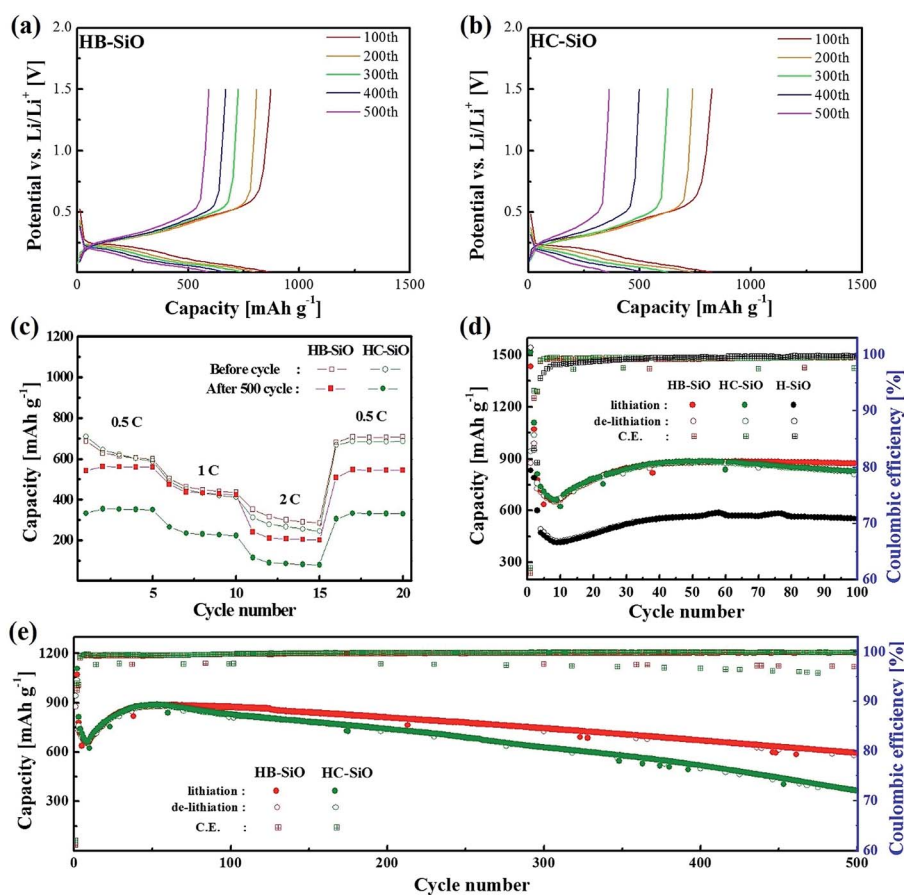 (a)
HB-SiO
2.0
1.5
1.0
0.5
0
500
1000
1500
Potential vs. Li/Li⁺ [V]
Capacity [mAh g⁻¹]
100th
200th
300th
400th
500th
(b)
HC-SiO
2.0
1.5
1.0
0.5
0
500
1000
1500
Potential vs. Li/Li⁺ [V]
Capacity [mAh g⁻¹]
100th
200th
300th
400th
500th
(c)
1200
1000
800
600
400
200
5
10
15
20
Capacity [mAh g⁻¹]
Cycle number
HB-SiO HC-SiO
Before cycle :
After 500 cycle :
0.5 C
1 C
2 C
0.5 C
(d)
1500
1200
900
600
300
0 10 20 30 40 50 60 70 80 90 100
100
90
80
70
60
Capacity [mAh g⁻¹]
Cycle number
Coulombic efficiency [%]
HB-SiO HC-SiO H-SiO
lithiation :
de-lithiation :
C.E. :
(e)
1200
900
600
300
0 100 200 300 400 500
100
90
80
70
60
Capacity [mAh g⁻¹]
Cycle number
Coulombic efficiency [%]
HB-SiO HC-SiO
lithiation :
de-lithiation :
C.E. :